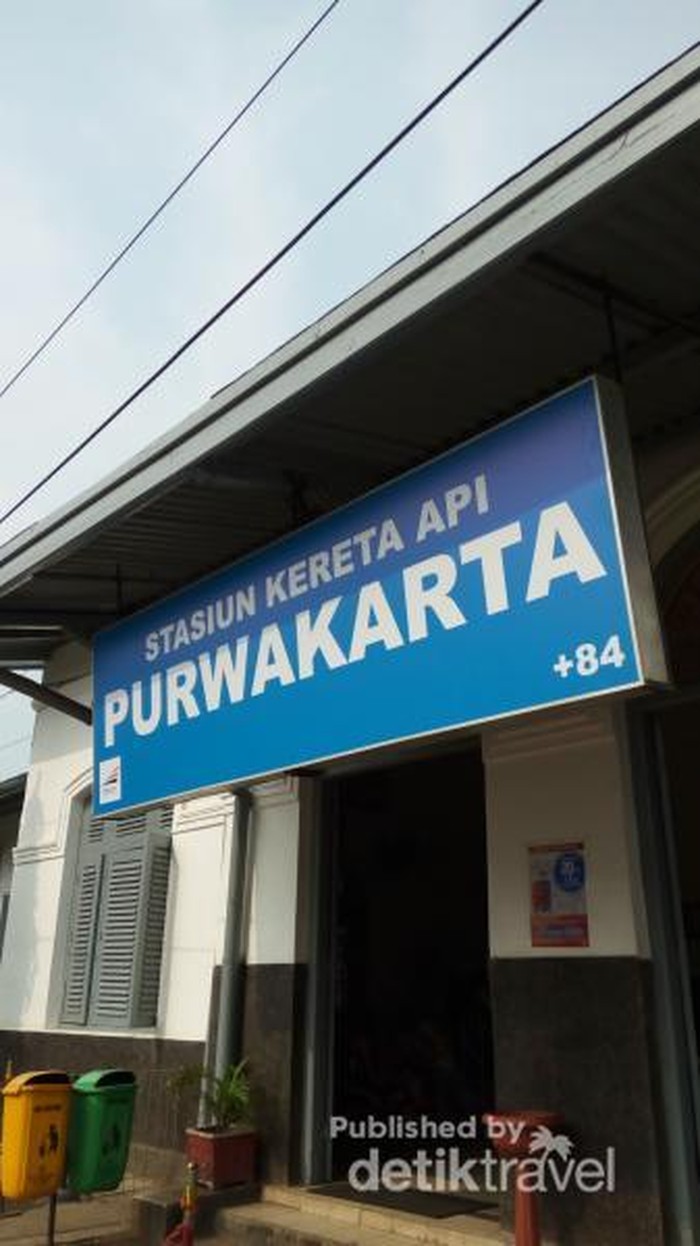 STASIUN KERETA API
PURWAKARTA
+84
Published by
detiktravel